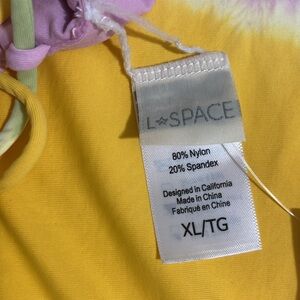 L☆SPACE
80% Nylon
20% Spandex
Designed in California
Made in China
Fabriqué en Chine
XL/TG